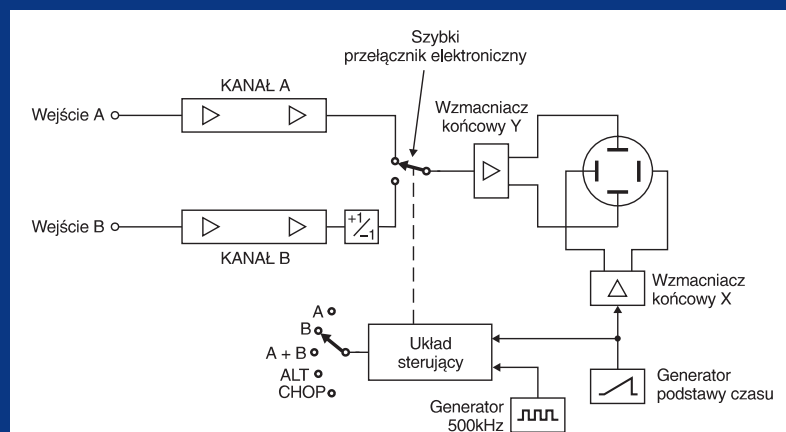 Szybki
przełącznik elektroniczny
KANAŁ A
Wejście A
Wzmacniacz
końcowy Y
Wejście B
+1/−1
KANAŁ B
Wzmacniacz
końcowy X
A
B
A + B
ALT
CHOP
Układ
sterujący
Generator
500kHz
Generator
podstawy czasu